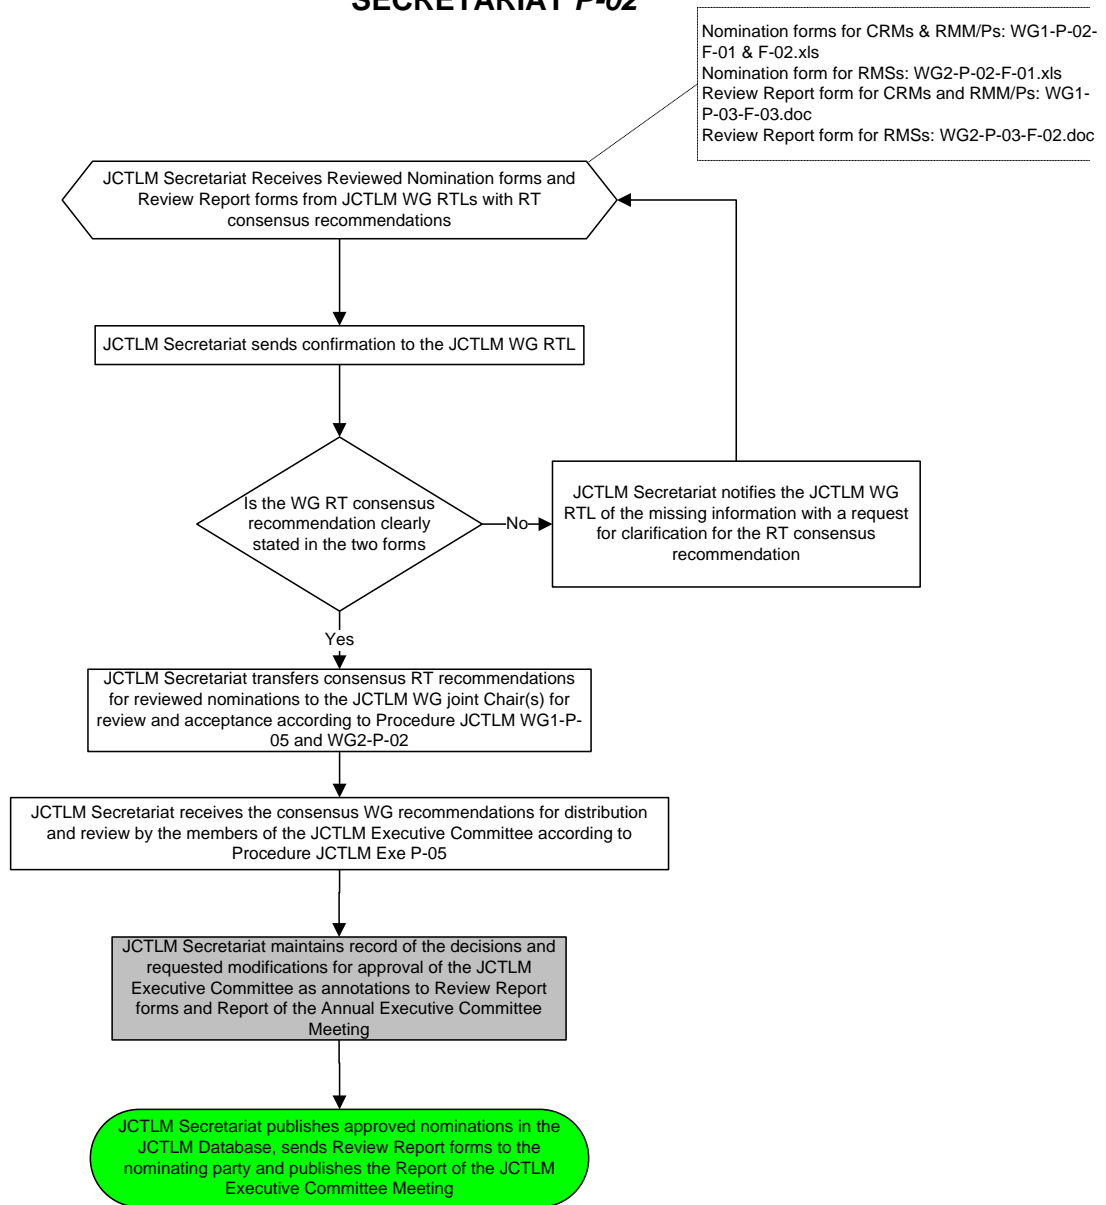 SECRETARIAT P-02
Nomination forms for CRMs & RMM/Ps: WG1-P-02-
F-01 & F-02.xls
Nomination form for RMSs: WG2-P-02-F-01.xls
Review Report form for CRMs and RMM/Ps: WG1-
P-03-F-03.doc
Review Report form for RMSs: WG2-P-03-F-02.doc
JCTLM Secretariat Receives Reviewed Nomination forms and
Review Report forms from JCTLM WG RTLs with RT
consensus recommendations
JCTLM Secretariat sends confirmation to the JCTLM WG RTL
Is the WG RT consensus
recommendation clearly
stated in the two forms
No
JCTLM Secretariat notifies the JCTLM WG
RTL of the missing information with a request
for clarification for the RT consensus
recommendation
Yes
JCTLM Secretariat transfers consensus RT recommendations
for reviewed nominations to the JCTLM WG joint Chair(s) for
review and acceptance according to Procedure JCTLM WG1-P-
05 and WG2-P-02
JCTLM Secretariat receives the consensus WG recommendations for distribution
and review by the members of the JCTLM Executive Committee according to
Procedure JCTLM Exe P-05
JCTLM Secretariat maintains record of the decisions and
requested modifications for approval of the JCTLM
Executive Committee as annotations to Review Report
forms and Report of the Annual Executive Committee
Meeting
JCTLM Secretariat publishes approved nominations in the
JCTLM Database, sends Review Report forms to the
nominating party and publishes the Report of the JCTLM
Executive Committee Meeting